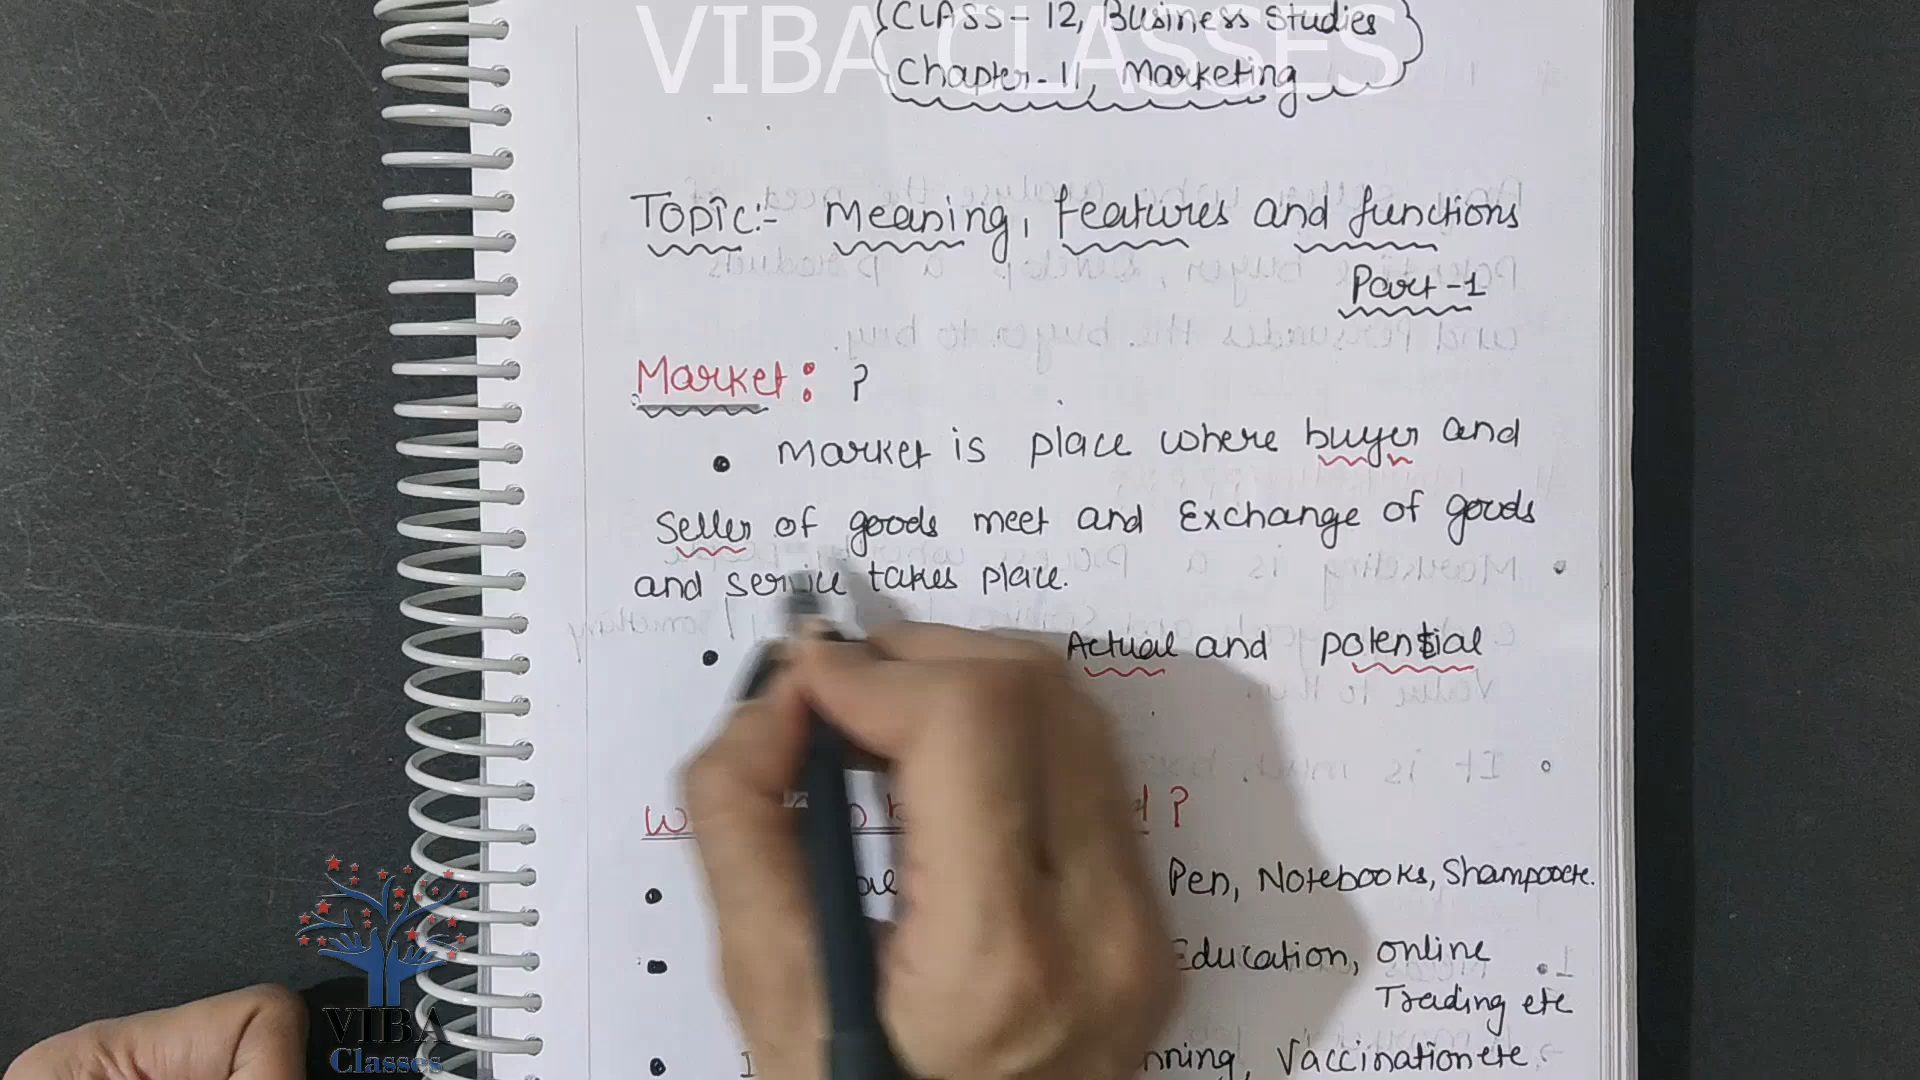 VIBA CLASSES
CLASS- 12, Business Studies
Chapter-11, Marketing
TOPIC:- Meaning, features and functions
Part-1
Market: ?
• Market is place where buyer and
Seller of goods meet and Exchange of goods
and service takes place.
• Actual and potential
?
• Pen, Notebooks, Shampoo etc.
• Education, online
Trading etc
• Vaccination etc
VIBA
Classes